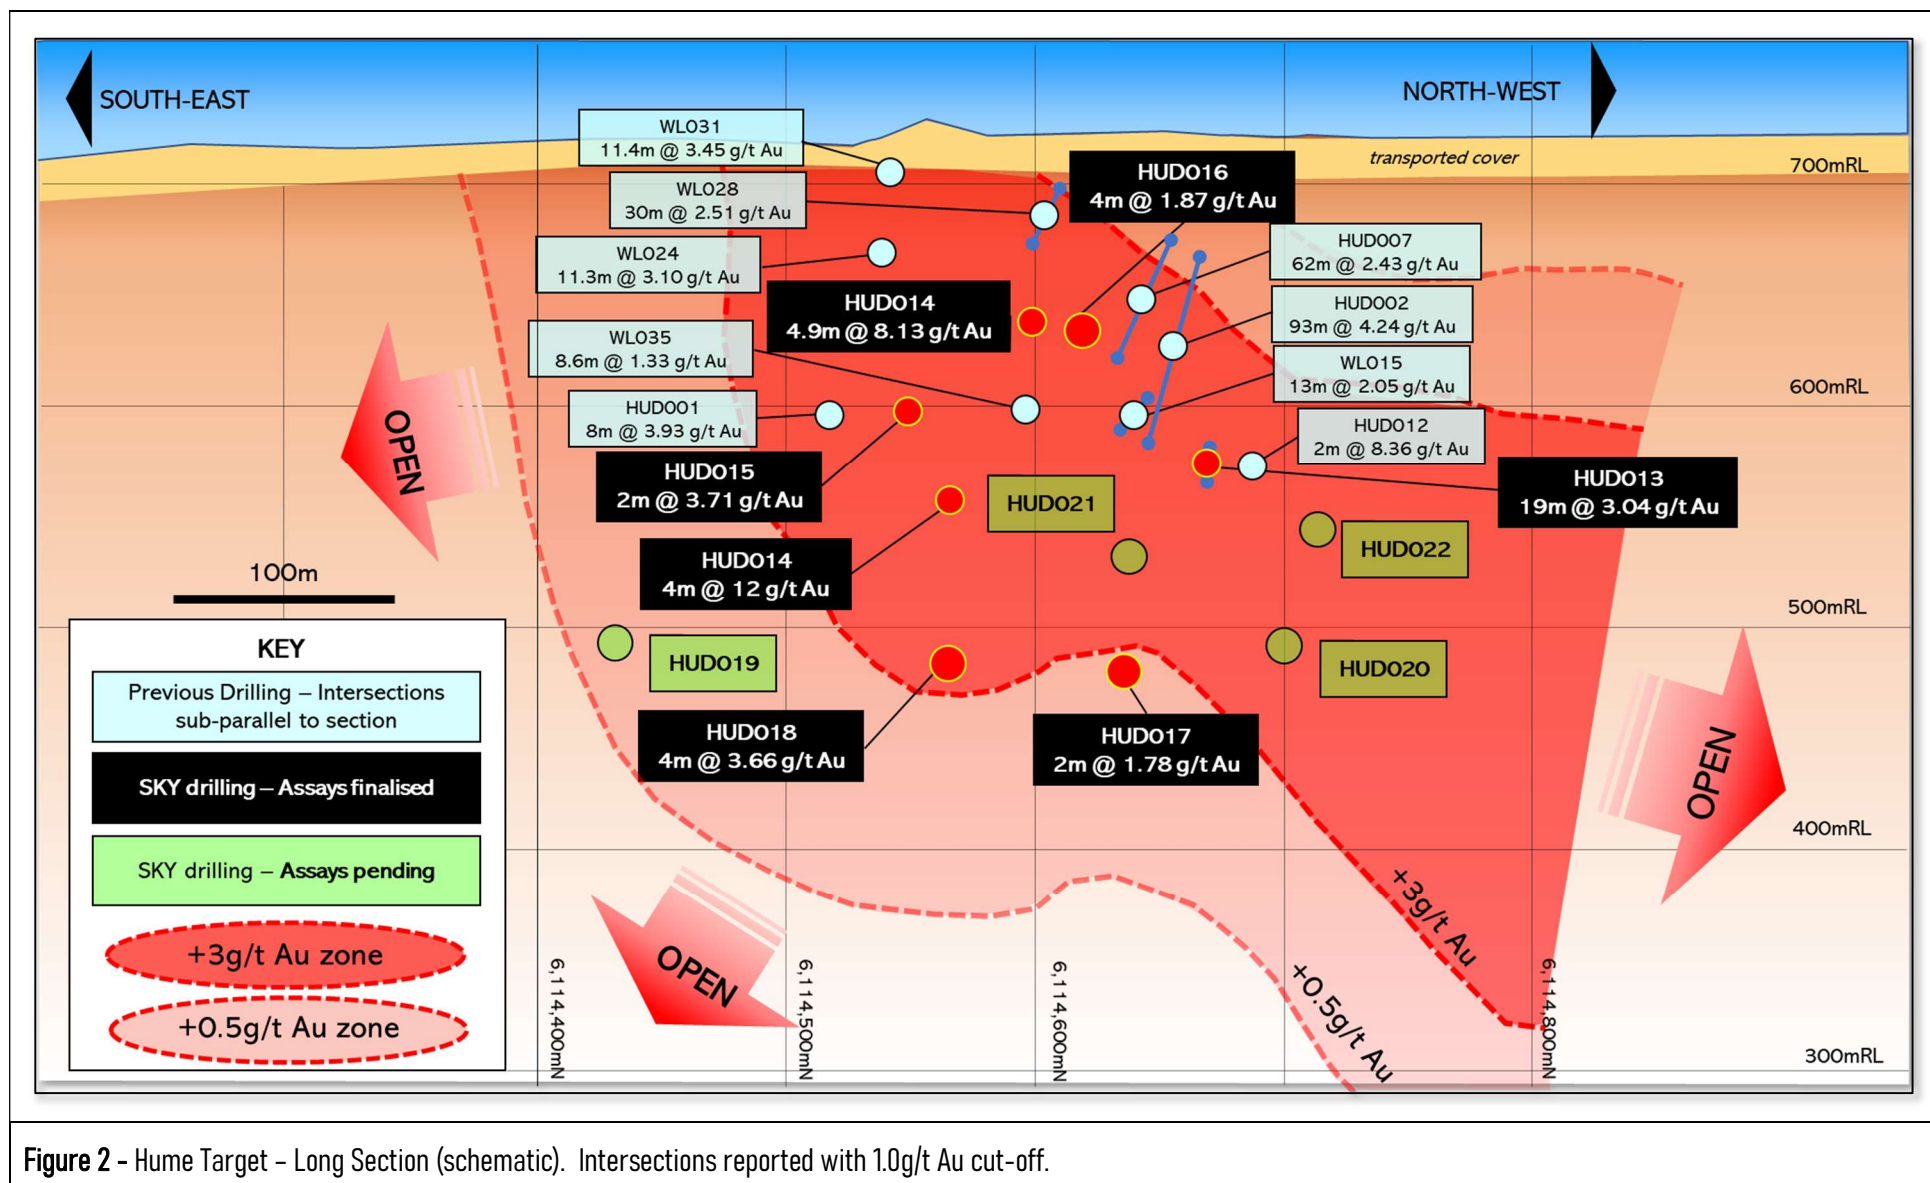 SOUTH-EAST
NORTH-WEST
transported cover
700mRL
600mRL
500mRL
400mRL
300mRL
WL031
11.4m @ 3.45 g/t Au
WL028
30m @ 2.51 g/t Au
WL024
11.3m @ 3.10 g/t Au
HUD016
4m @ 1.87 g/t Au
HUD007
62m @ 2.43 g/t Au
HUD014
4.9m @ 8.13 g/t Au
HUD002
93m @ 4.24 g/t Au
WL035
8.6m @ 1.33 g/t Au
WL015
13m @ 2.05 g/t Au
HUD001
8m @ 3.93 g/t Au
HUD012
2m @ 8.36 g/t Au
HUD015
2m @ 3.71 g/t Au
HUD013
19m @ 3.04 g/t Au
HUD021
HUD022
HUD014
4m @ 12 g/t Au
HUD019
HUD020
HUD018
4m @ 3.66 g/t Au
HUD017
2m @ 1.78 g/t Au
OPEN
OPEN
OPEN
100m
KEY
Previous Drilling – Intersections
sub-parallel to section
SKY drilling – Assays finalised
SKY drilling – Assays pending
+3g/t Au zone
+0.5g/t Au zone
+3g/t Au
+0.5g/t Au
6,114,400mN
6,114,500mN
6,114,600mN
6,114,800mN
Figure 2 - Hume Target – Long Section (schematic). Intersections reported with 1.0g/t Au cut-off.